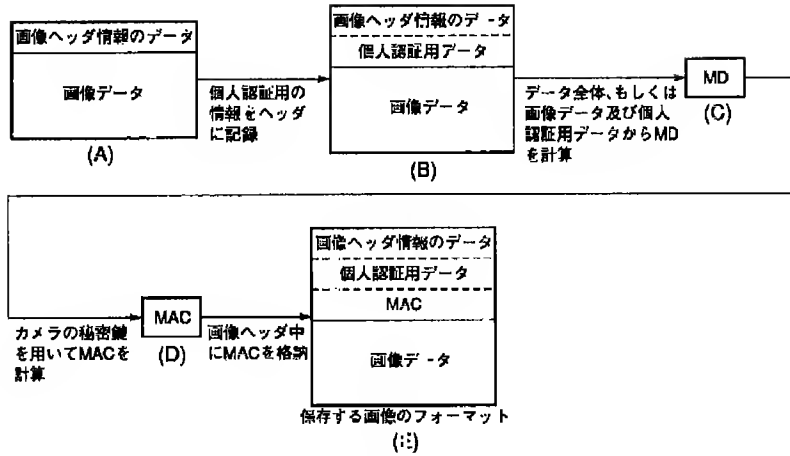 画像ヘッダ情報のデータ
画像データ
(A)
個人認証用の
情報をヘッダ
に記録
画像ヘッダ情報のデータ
個人認証用データ
画像データ
(B)
データ全体、もしくは
画像データ及び個人
認証用データからMD
を計算
MD
(C)
カメラの秘密鍵
を用いてMACを
計算
MAC
(D)
画像ヘッダ中
にMACを格納
画像ヘッダ情報のデータ
個人認証用データ
MAC
画像データ
保存する画像のフォーマット
(E)